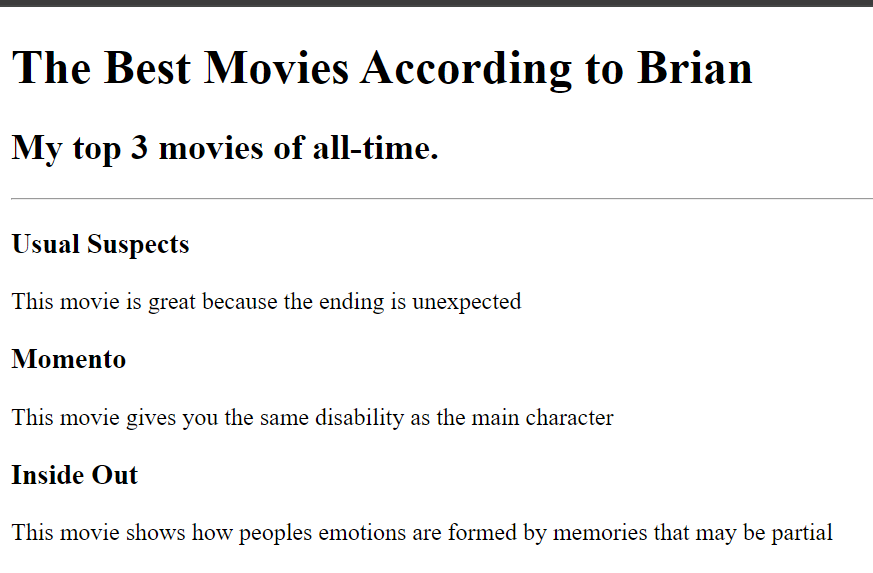 The Best Movies According to Brian
My top 3 movies of all-time.
Usual Suspects
This movie is great because the ending is unexpected
Momento
This movie gives you the same disability as the main character
Inside Out
This movie shows how peoples emotions are formed by memories that may be partial